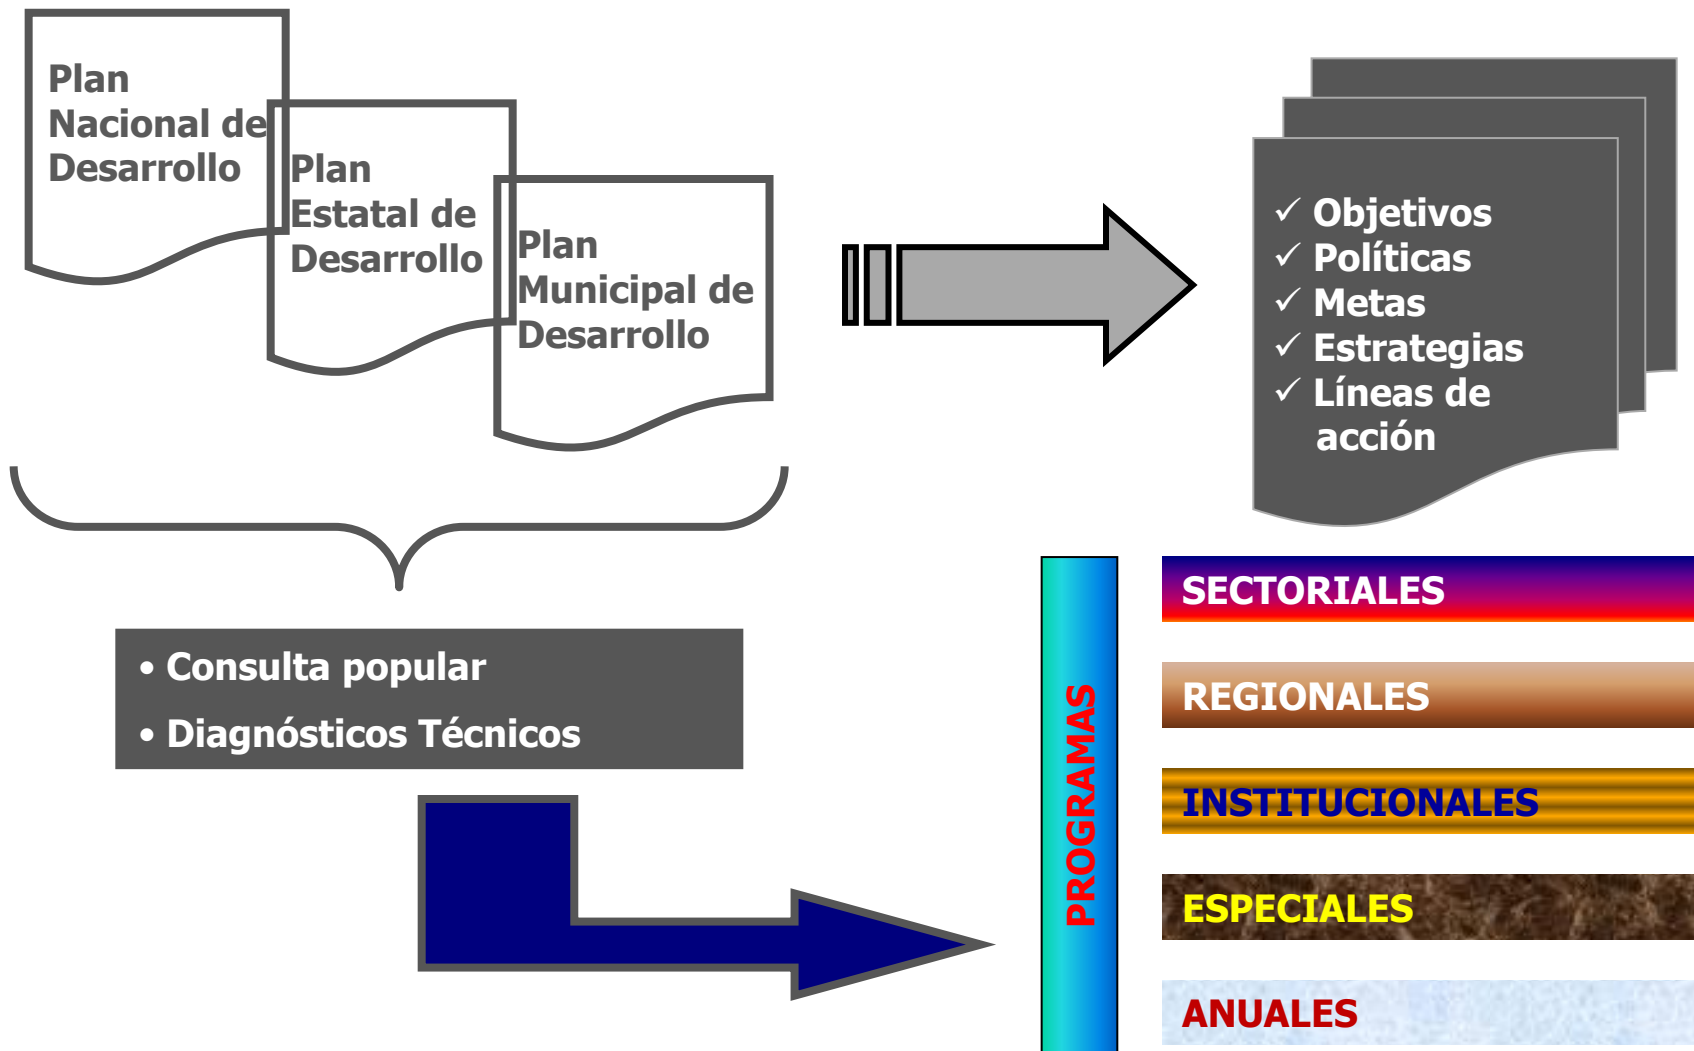 Plan
Nacional de
Desarrollo
Plan
Estatal de
Desarrollo
Plan
Municipal de
Desarrollo
✓ Objetivos
✓ Políticas
✓ Metas
✓ Estrategias
✓ Líneas de
acción
• Consulta popular
• Diagnósticos Técnicos
PROGRAMAS
SECTORIALES
REGIONALES
INSTITUCIONALES
ESPECIALES
ANUALES